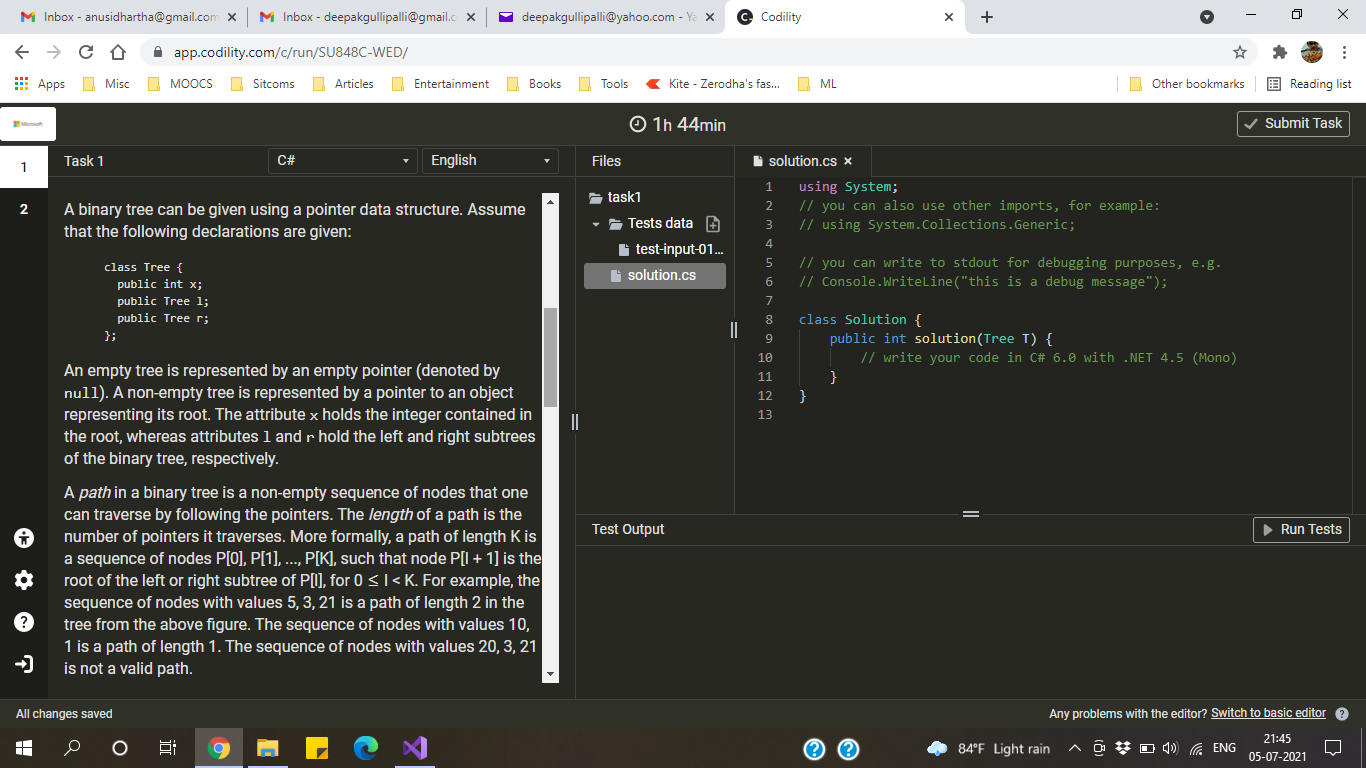 Inbox - anusidhartha@gmail.com
Inbox - deepakgullipalli@gmail.c
deepakgullipalli@yahoo.com - Ya
Codility
app.codility.com/c/run/SU848C-WED/
Apps
Misc
MOOCS
Sitcoms
Articles
Entertainment
Books
Tools
Kite - Zerodha's fas...
ML
Other bookmarks
Reading list
Microsoft
1h 44min
Submit Task
1
2
Task 1
C#
English
A binary tree can be given using a pointer data structure. Assume
that the following declarations are given:
class Tree {
public int x;
public Tree l;
public Tree r;
};
An empty tree is represented by an empty pointer (denoted by
null). A non-empty tree is represented by a pointer to an object
representing its root. The attribute x holds the integer contained in
the root, whereas attributes l and r hold the left and right subtrees
of the binary tree, respectively.
A path in a binary tree is a non-empty sequence of nodes that one
can traverse by following the pointers. The length of a path is the
number of pointers it traverses. More formally, a path of length K is
a sequence of nodes P[0], P[1], ..., P[K], such that node P[I + 1] is the
root of the left or right subtree of P[I], for 0 ≤ I < K. For example, the
sequence of nodes with values 5, 3, 21 is a path of length 2 in the
tree from the above figure. The sequence of nodes with values 10,
1 is a path of length 1. The sequence of nodes with values 20, 3, 21
is not a valid path.
Files
task1
Tests data
test-input-01...
solution.cs
solution.cs
1 using System;
2 // you can also use other imports, for example:
3 // using System.Collections.Generic;
4
5 // you can write to stdout for debugging purposes, e.g.
6 // Console.WriteLine("this is a debug message");
7
8 class Solution {
9 public int solution(Tree T) {
10 // write your code in C# 6.0 with .NET 4.5 (Mono)
11 }
12 }
13
Test Output
Run Tests
All changes saved
Any problems with the editor? Switch to basic editor
84°F Light rain
ENG
21:45
05-07-2021